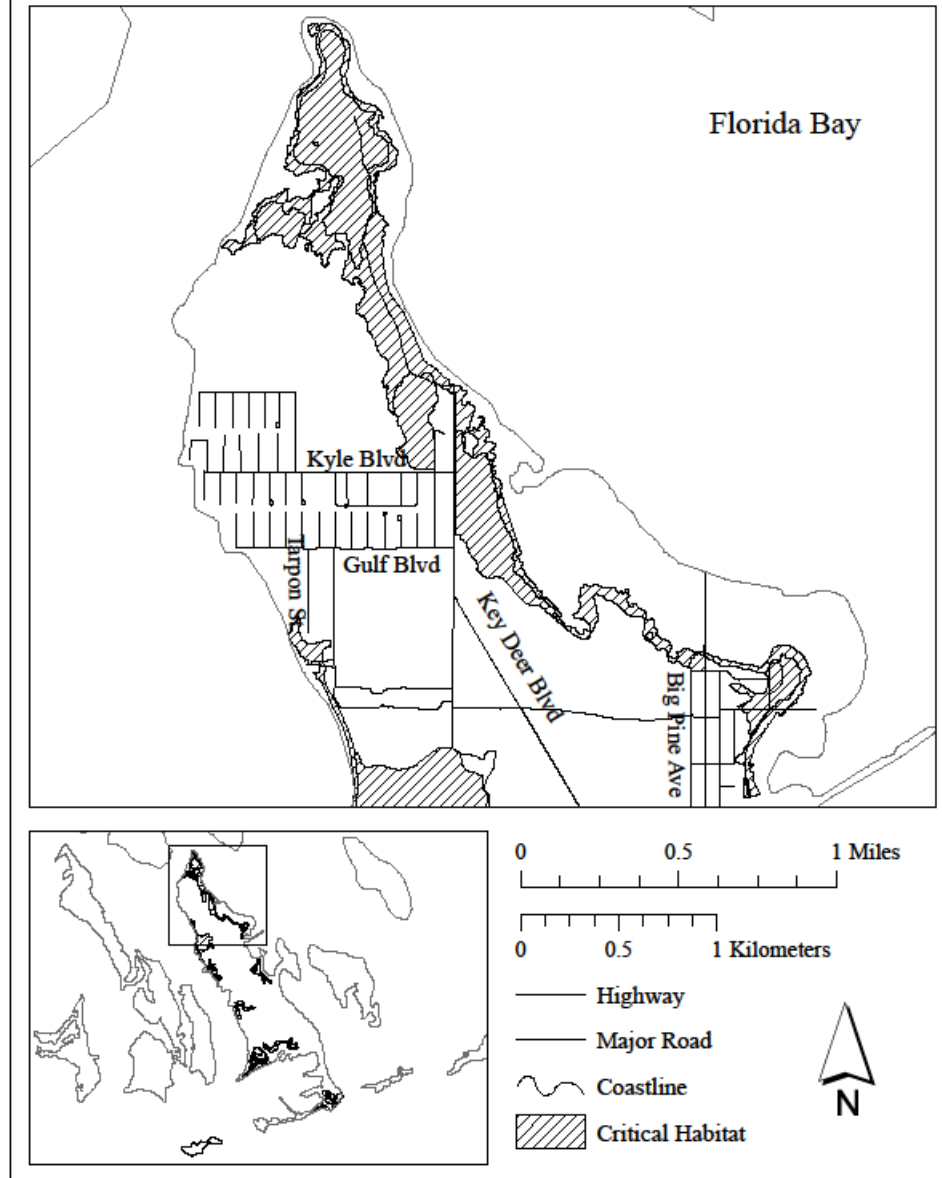 Florida Bay
Kyle Blvd
Tarpon St
Gulf Blvd
Key Deer Blvd
Big Pine Ave
0 0.5 1 Miles
0 0.5 1 Kilometers
Highway
Major Road
Coastline
Critical Habitat
N